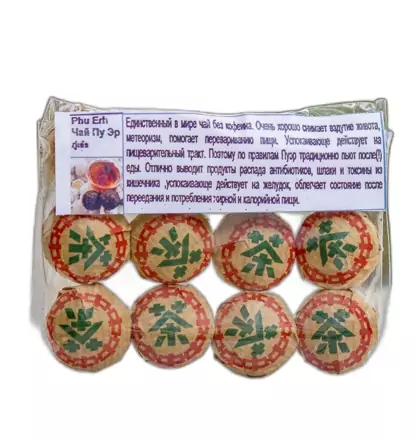 Phu Erh
Чай Пу Эр
Единственный в мире чай без кофеина. Очень хорошо снимает вздутие живота,
метеоризм, помогает перевариванию пищи. Успокаивающе действует на
пищеварительный тракт. Поэтому по правилам Пуэр традиционно пьют после(!)
еды. Отлично выводит продукты распада антибиотиков, шлаки и токсины из
кишечника ,успокаивающе действует на желудок, облегчает состояние после
переедания и потребления жирной и калорийной пищи.
茶
茶
茶
茶
茶
茶
茶
茶